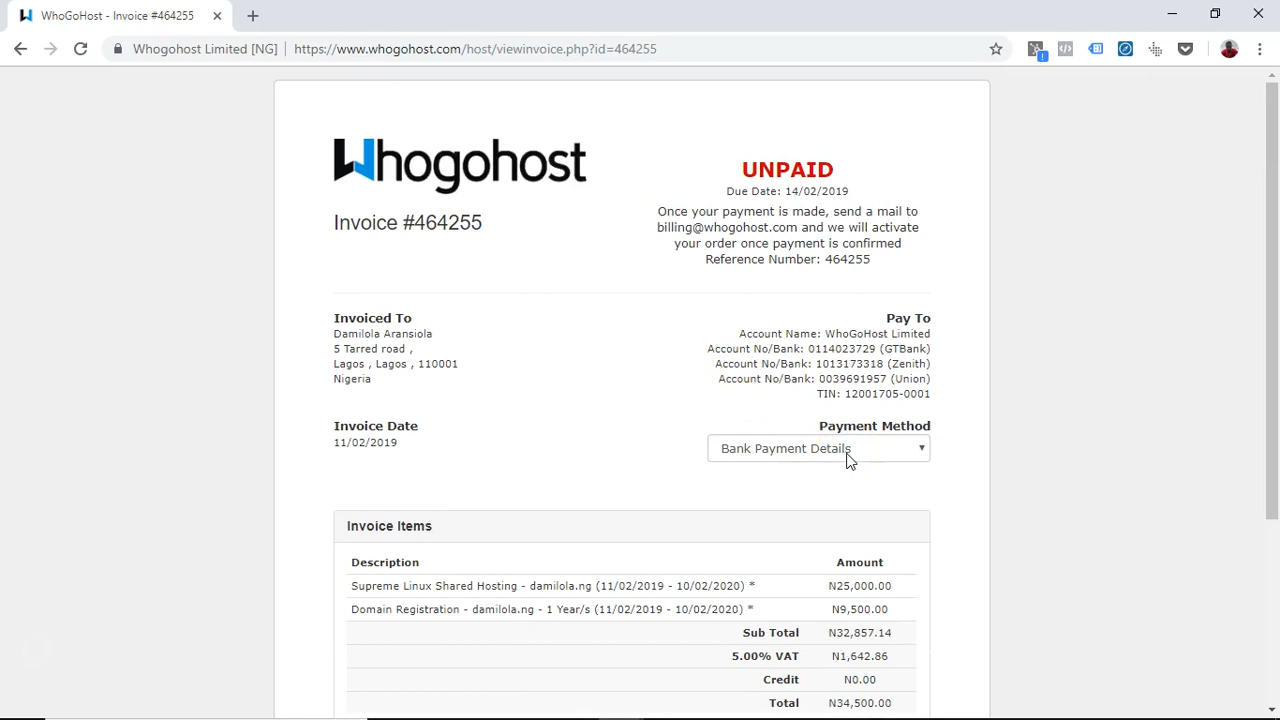 WhoGoHost - Invoice #464255
Whogohost Limited [NG] | https://www.whogohost.com/host/viewinvoice.php?id=464255
Whogohost
UNPAID
Due Date: 14/02/2019
Once your payment is made, send a mail to
billing@whogohost.com and we will activate
your order once payment is confirmed
Reference Number: 464255
Invoice #464255
Invoiced To
Damilola Aransiola
5 Tarred road ,
Lagos , Lagos , 110001
Nigeria
Pay To
Account Name: WhoGoHost Limited
Account No/Bank: 0114023729 (GTBank)
Account No/Bank: 1013173318 (Zenith)
Account No/Bank: 0039691957 (Union)
TIN: 12001705-0001
Invoice Date
11/02/2019
Payment Method
Bank Payment Details
Invoice Items
Description Amount
Supreme Linux Shared Hosting - damilola.ng (11/02/2019 - 10/02/2020) * N25,000.00
Domain Registration - damilola.ng - 1 Year/s (11/02/2019 - 10/02/2020) * N9,500.00
Sub Total N32,857.14
5.00% VAT N1,642.86
Credit N0.00
Total N34,500.00